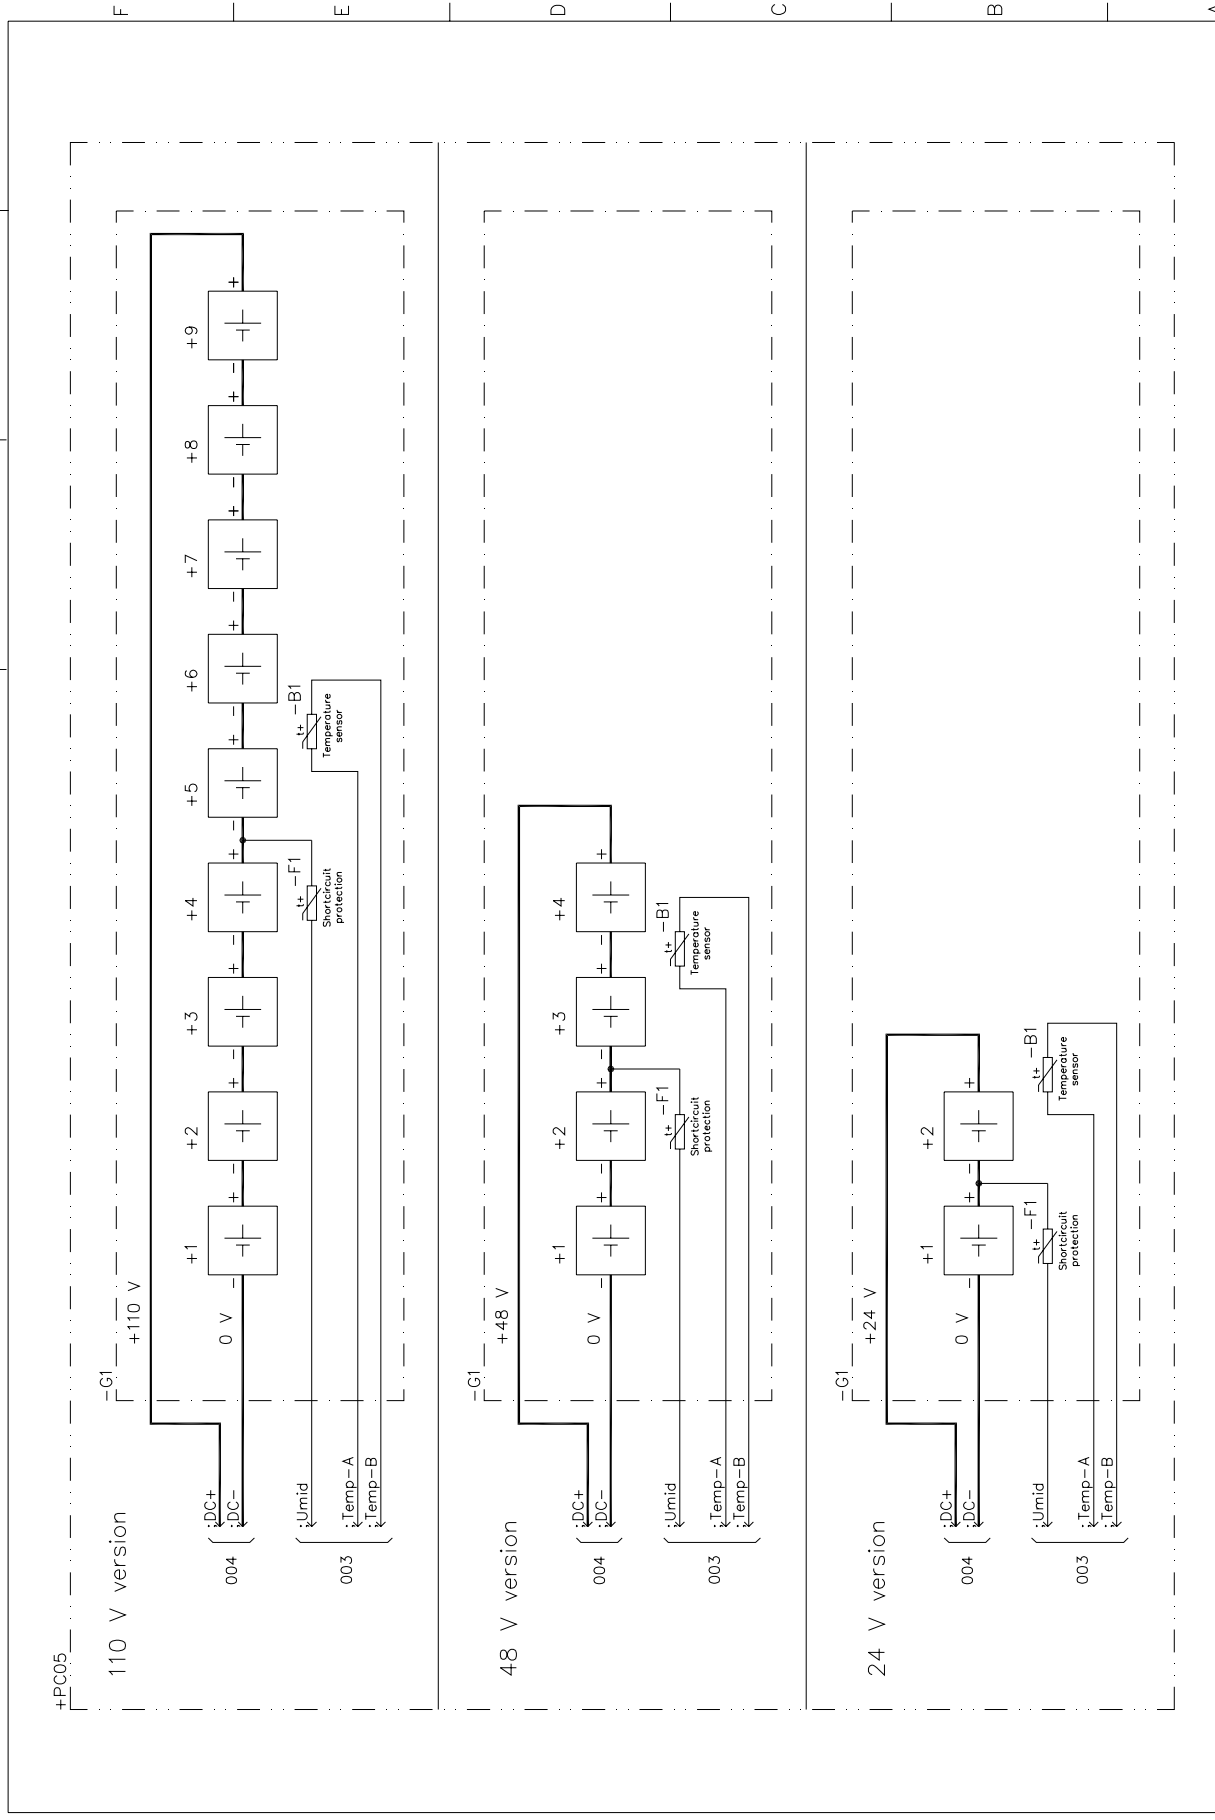 F
E
D
C
B
A
+PC05
110 V version
-G1
+110 V
0 V
+1
+2
+3
+4
+5
+6
+7
+8
+9
- + - + - + - + - + - + - + - + - +
:DC+
:DC-
004
:Umid
:Temp-A
:Temp-B
003
t+ -F1
Shortcircuit
protection
t+ -B1
Temperature
sensor
48 V version
-G1
+48 V
0 V
+1
+2
+3
+4
- + - + - + - +
:DC+
:DC-
004
:Umid
:Temp-A
:Temp-B
003
t+ -F1
Shortcircuit
protection
t+ -B1
Temperature
sensor
24 V version
-G1
+24 V
0 V
+1
+2
- + - +
:DC+
:DC-
004
:Umid
:Temp-A
:Temp-B
003
t+ -F1
Shortcircuit
protection
t+ -B1
Temperature
sensor